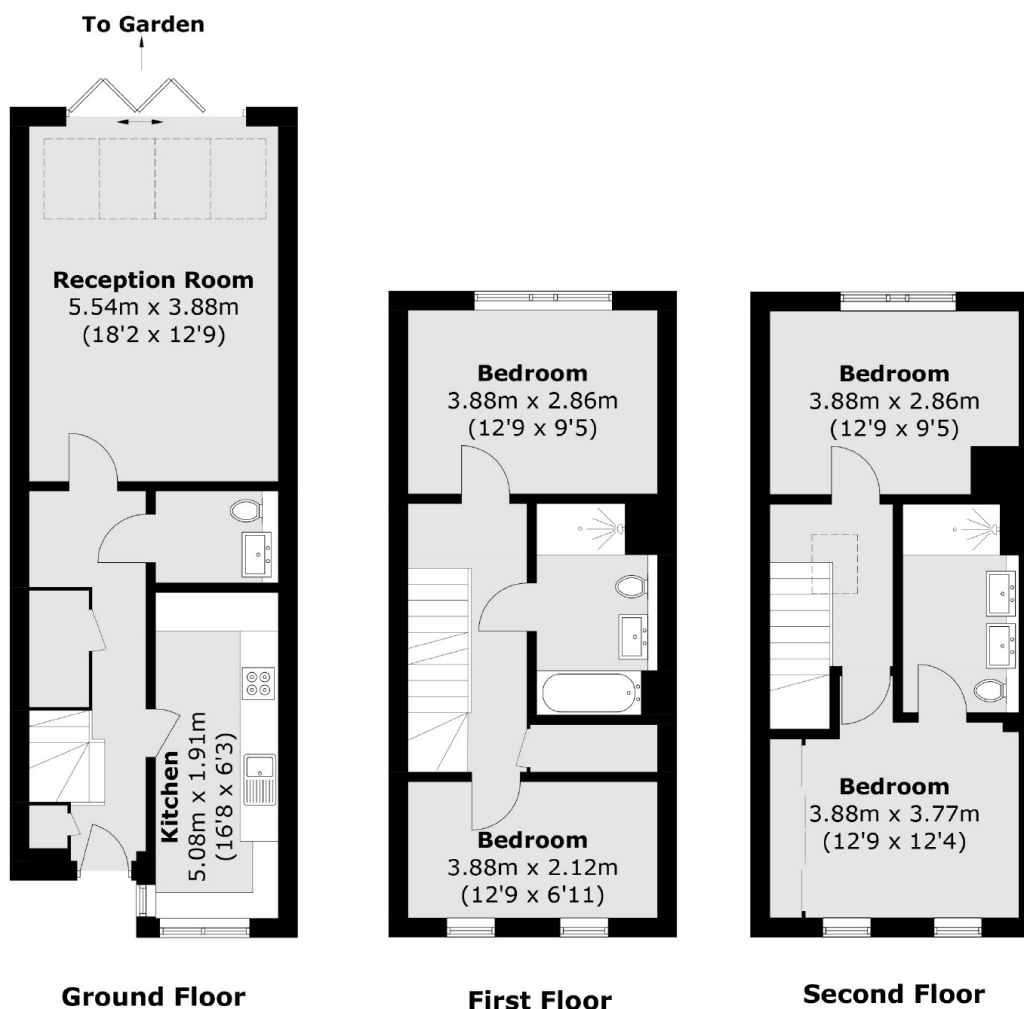 To Garden
Reception Room
5.54m x 3.88m
(18'2 x 12'9)
Kitchen
5.08m x 1.91m
(16'8 x 6'3)
Ground Floor
Bedroom
3.88m x 2.86m
(12'9 x 9'5)
Bedroom
3.88m x 2.12m
(12'9 x 6'11)
First Floor
Bedroom
3.88m x 2.86m
(12'9 x 9'5)
Bedroom
3.88m x 3.77m
(12'9 x 12'4)
Second Floor